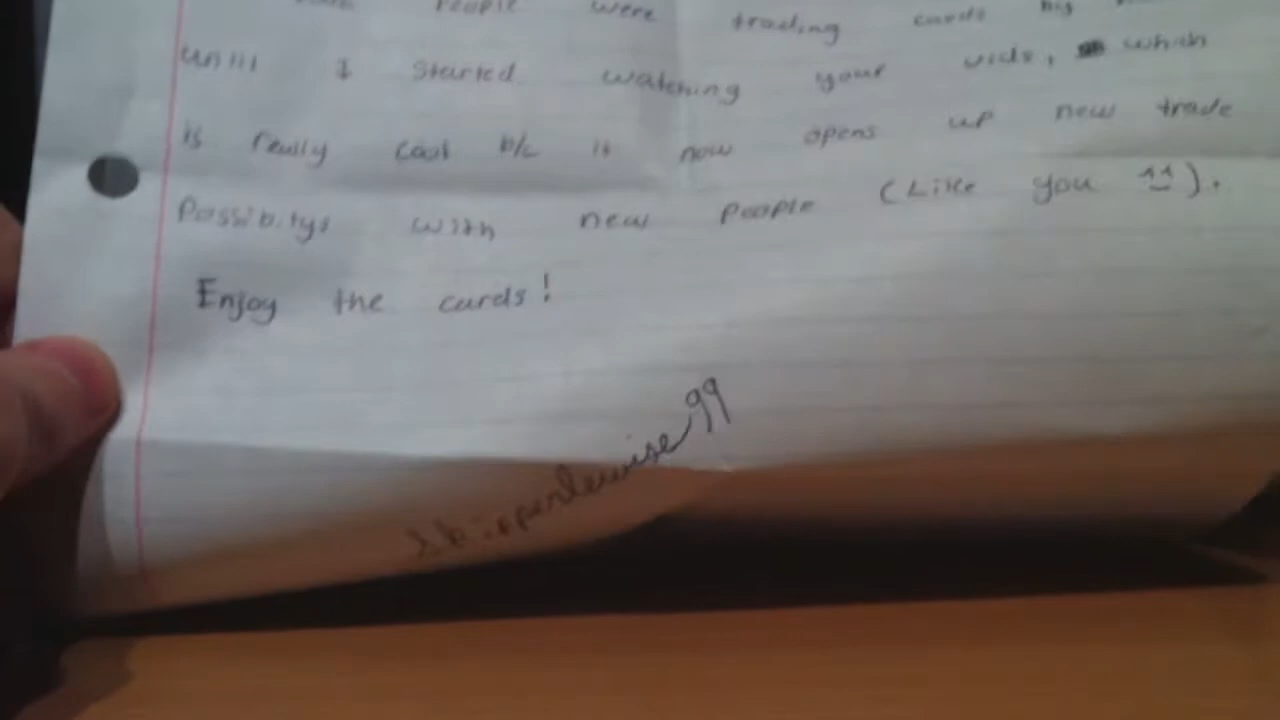 people were trading cards by
until I started watching your vids, which
is really cool b/c it now opens up new trade
Possibitys with new people (Like you ^^).
Enjoy the cards!